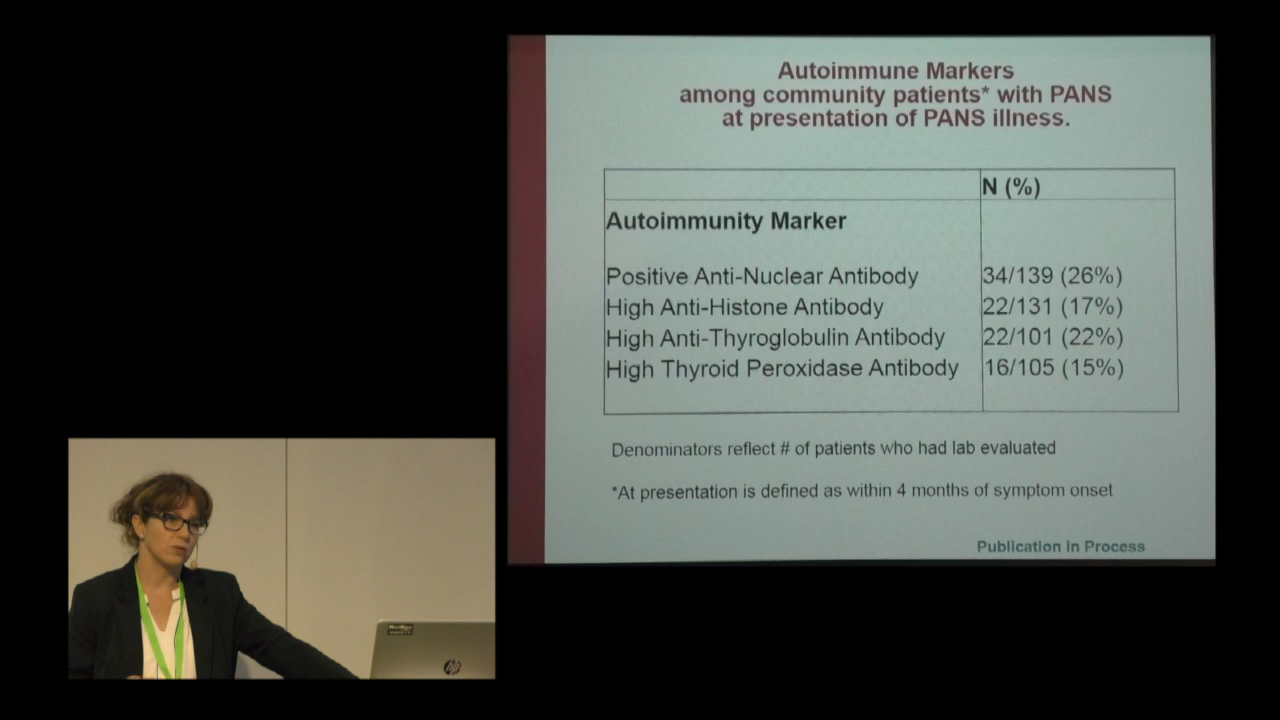 Autoimmune Markers
among community patients* with PANS
at presentation of PANS illness.
N (%)
Autoimmunity Marker
Positive Anti-Nuclear Antibody 34/139 (26%)
High Anti-Histone Antibody 22/131 (17%)
High Anti-Thyroglobulin Antibody 22/101 (22%)
High Thyroid Peroxidase Antibody 16/105 (15%)
Denominators reflect # of patients who had lab evaluated
*At presentation is defined as within 4 months of symptom onset
Publication in Process
hp